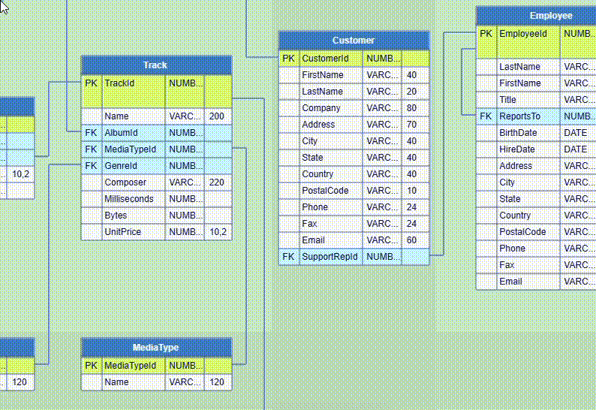 Track
PK TrackId NUMB...
Name VARC... 200
FK AlbumId NUMB...
FK MediaTypeId NUMB...
FK GenreId NUMB...
Composer VARC... 220
Milliseconds NUMB...
Bytes NUMB...
UnitPrice NUMB... 10,2
... 10,2
Customer
PK CustomerId NUMB...
FirstName VARC... 40
LastName VARC... 20
Company VARC... 80
Address VARC... 70
City VARC... 40
State VARC... 40
Country VARC... 40
PostalCode VARC... 10
Phone VARC... 24
Fax VARC... 24
Email VARC... 60
FK SupportRepId NUMB...
Employee
PK EmployeeId NUMB...
LastName VARC...
FirstName VARC...
Title VARC...
FK ReportsTo NUMB...
BirthDate DATE
HireDate DATE
Address VARC...
City VARC...
State VARC...
Country VARC...
PostalCode VARC...
Phone VARC...
Fax VARC...
Email VARC...
MediaType
PK MediaTypeId NUMB...
Name VARC... 120
... 120